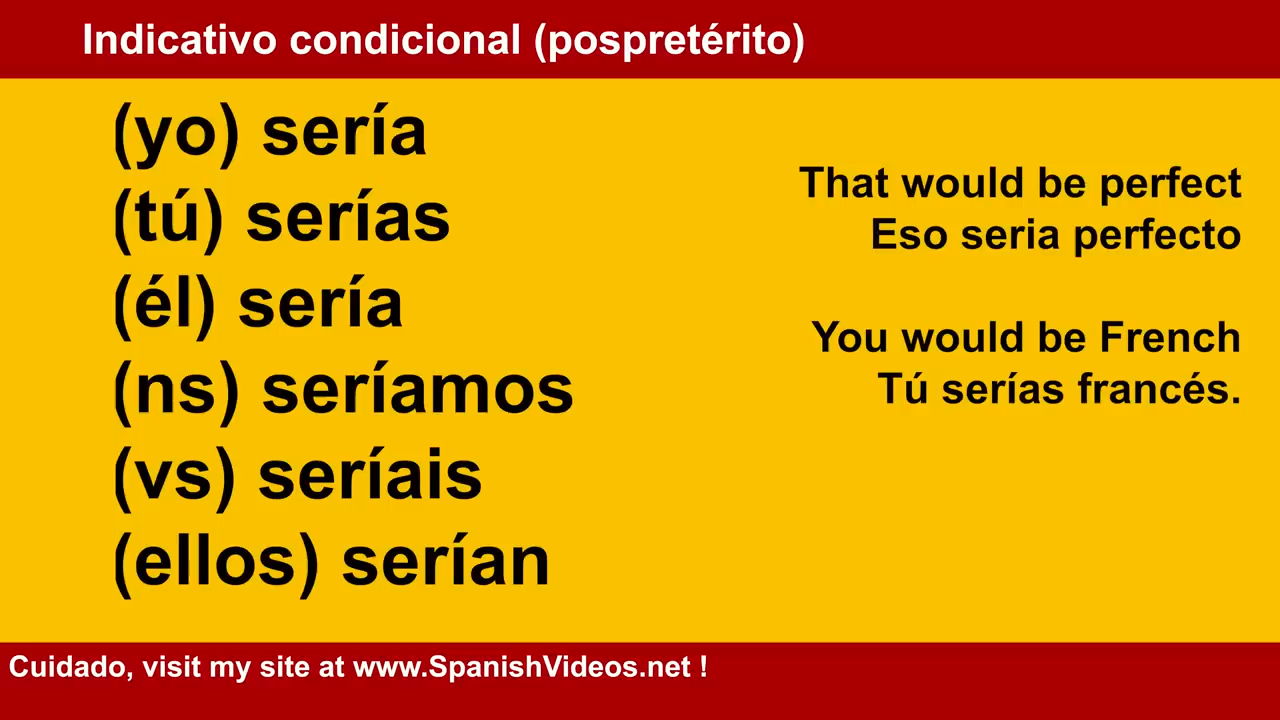 Indicativo condicional (pospretérito)
(yo) sería
(tú) serías
(él) sería
(ns) seríamos
(vs) seríais
(ellos) serían
That would be perfect
Eso seria perfecto
You would be French
Tú serías francés.
Cuidado, visit my site at www.SpanishVideos.net !